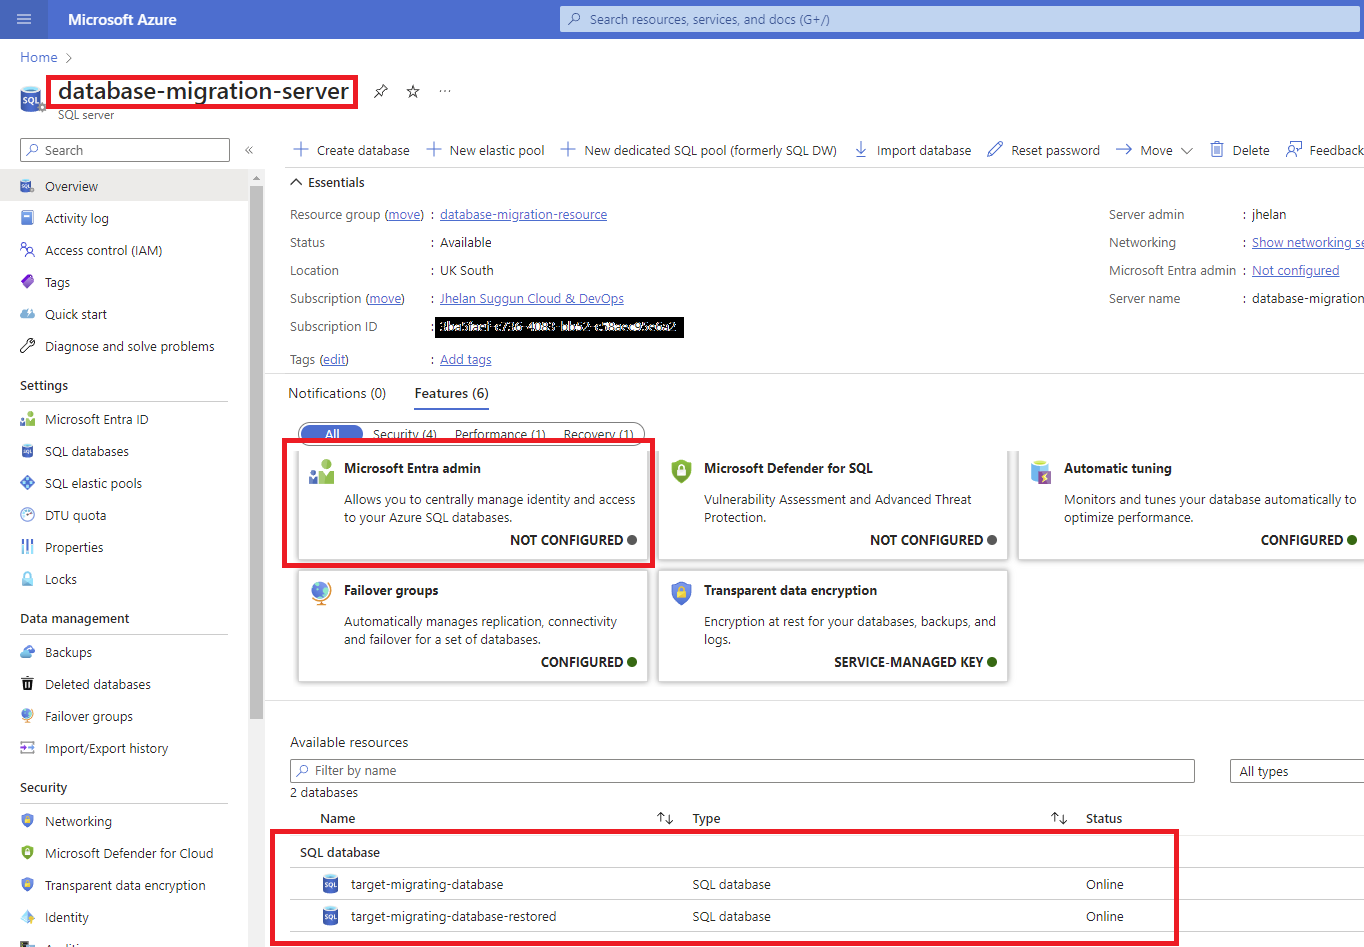 Microsoft Azure
Search resources, services, and docs (G+/)
Home
database-migration-server
SQL server
Search
Create database
New elastic pool
New dedicated SQL pool (formerly SQL DW)
Import database
Reset password
Move
Delete
Feedback
Overview
Activity log
Access control (IAM)
Tags
Quick start
Diagnose and solve problems
Settings
Microsoft Entra ID
SQL databases
SQL elastic pools
DTU quota
Properties
Locks
Data management
Backups
Deleted databases
Failover groups
Import/Export history
Security
Networking
Microsoft Defender for Cloud
Transparent data encryption
Identity
Essentials
Resource group (move) : database-migration-resource
Status : Available
Location : UK South
Subscription (move) : Jhelan Suggun Cloud & DevOps
Subscription ID :
Tags (edit) : Add tags
Server admin : jhelan
Networking : Show networking se
Microsoft Entra admin : Not configured
Server name : database-migration
Notifications (0)
Features (6)
All
Security (4)
Performance (1)
Recovery (1)
Microsoft Entra admin
Allows you to centrally manage identity and access
to your Azure SQL databases.
NOT CONFIGURED
Microsoft Defender for SQL
Vulnerability Assessment and Advanced Threat
Protection.
NOT CONFIGURED
Automatic tuning
Monitors and tunes your database automatically to
optimize performance.
CONFIGURED
Failover groups
Automatically manages replication, connectivity
and failover for a set of databases.
CONFIGURED
Transparent data encryption
Encryption at rest for your databases, backups, and
logs.
SERVICE-MANAGED KEY
Available resources
Filter by name
All types
2 databases
Name Type Status
SQL database
target-migrating-database SQL database Online
target-migrating-database-restored SQL database Online